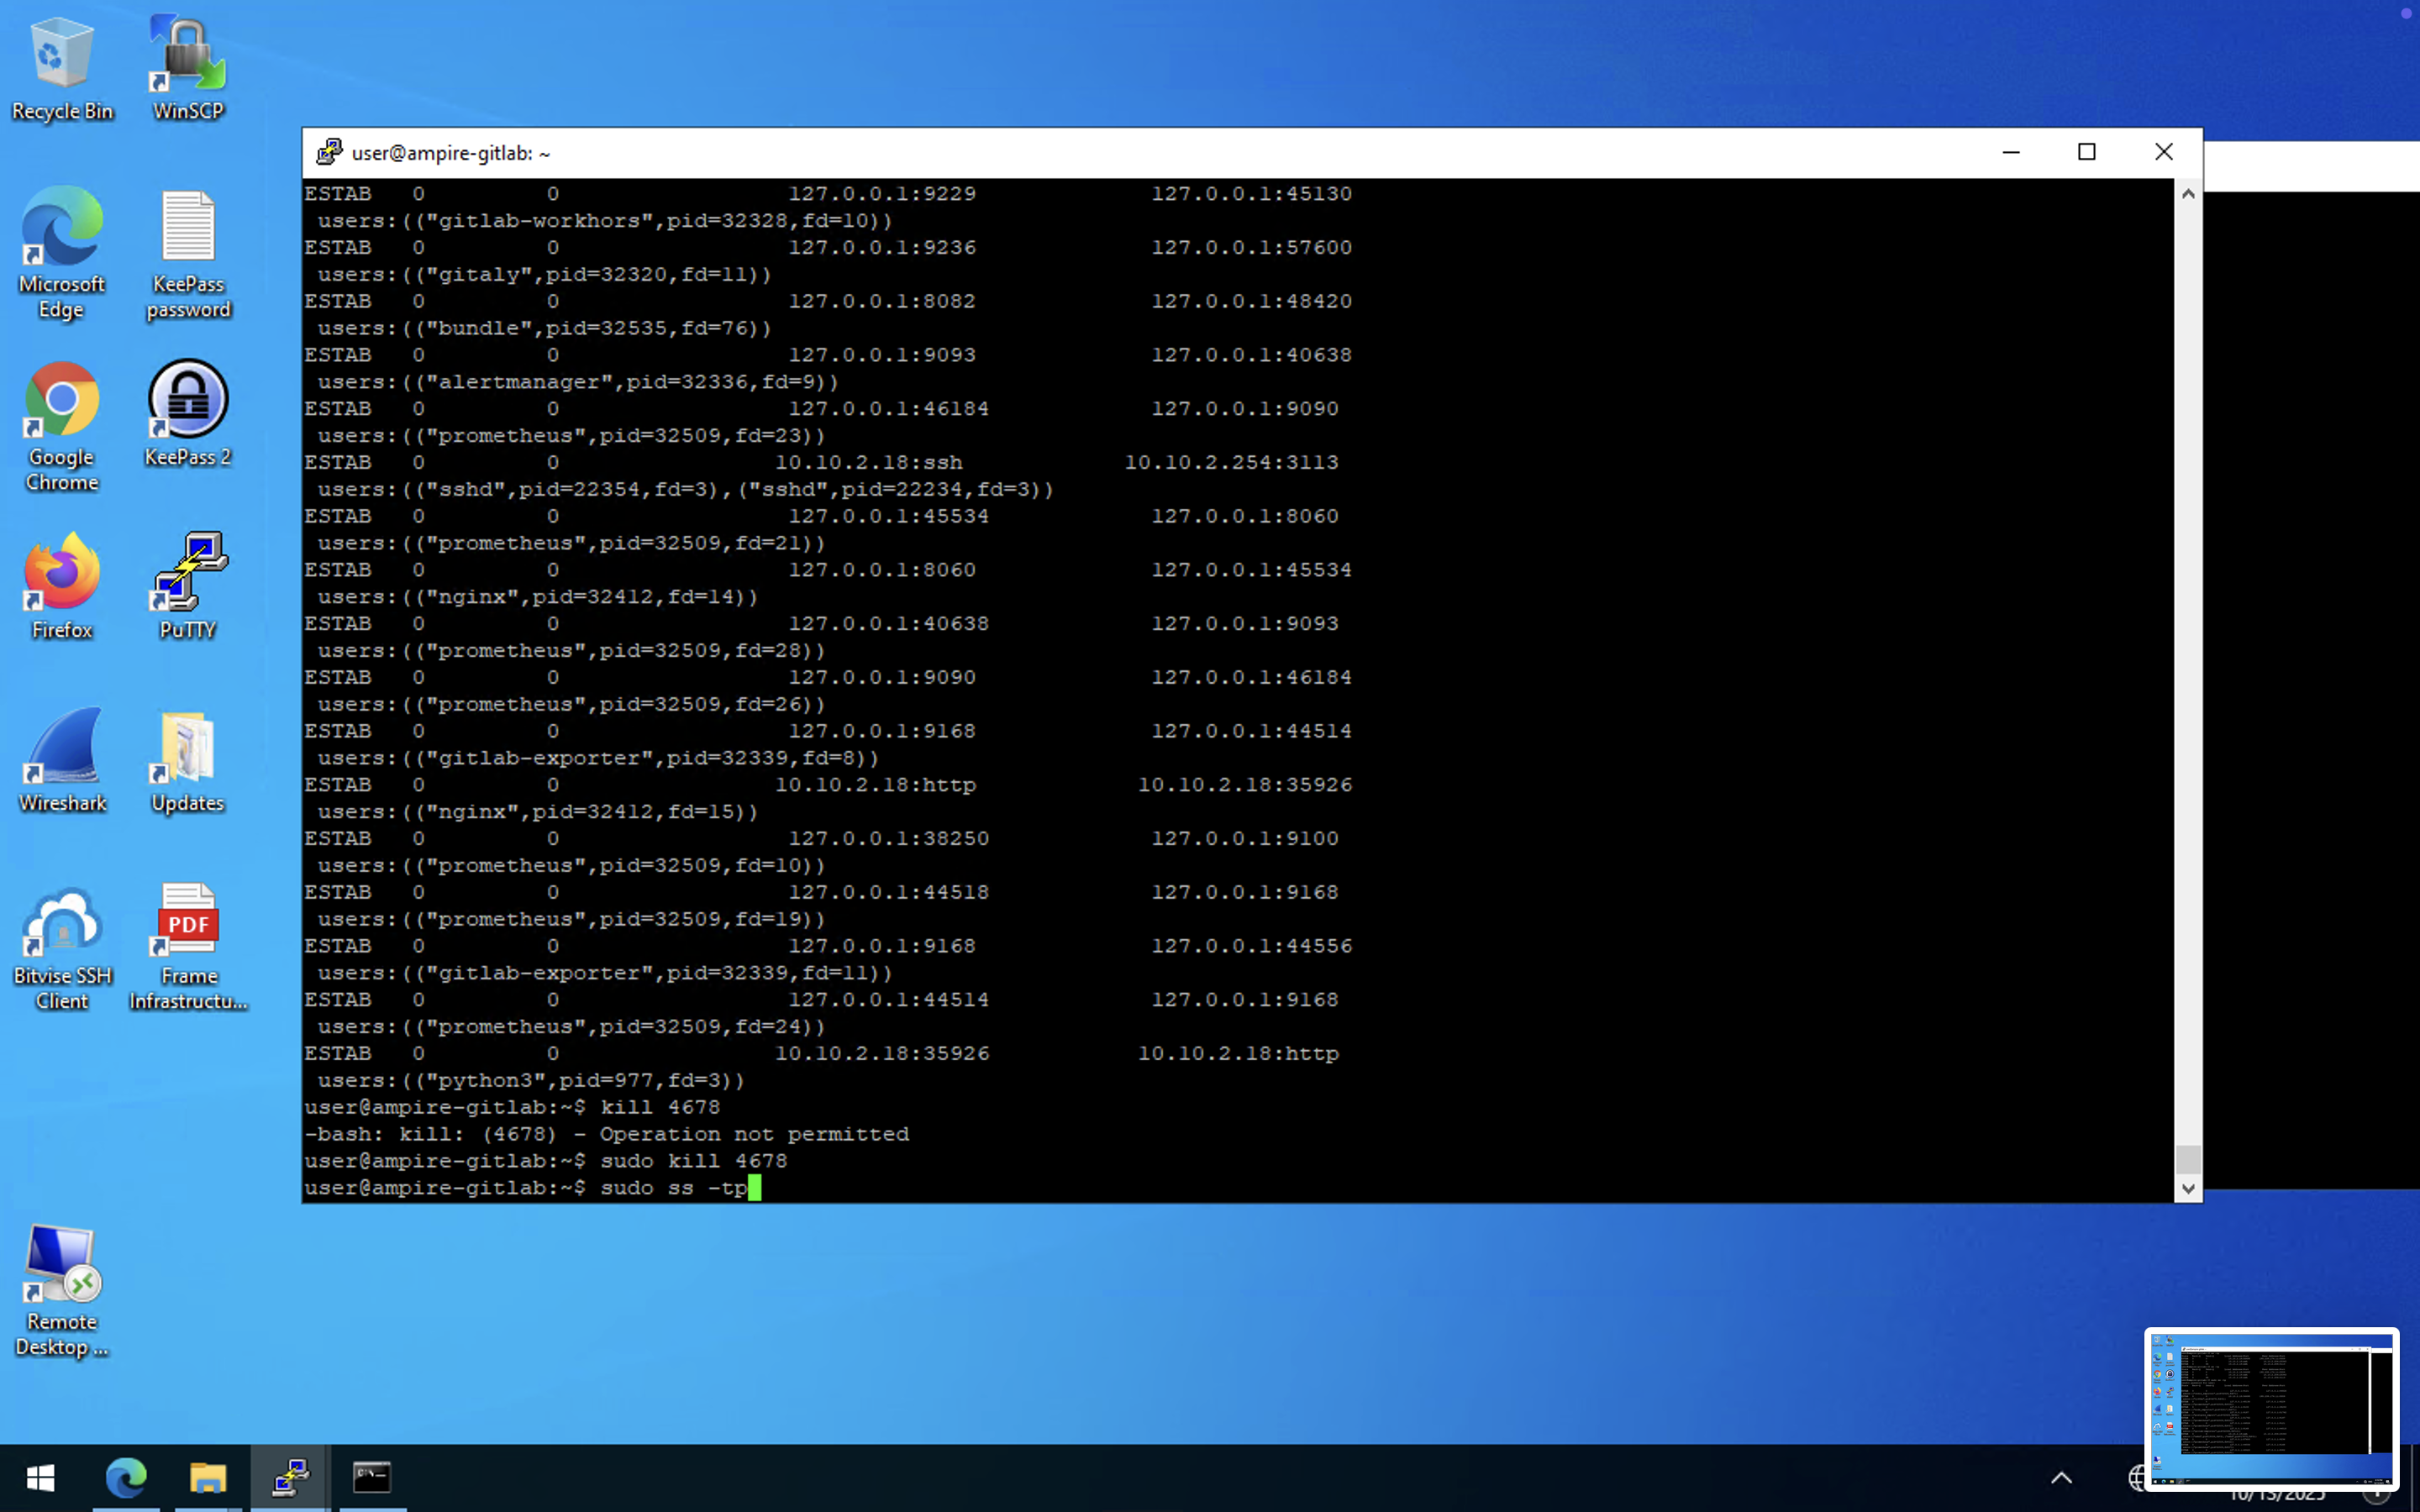 Recycle Bin
WinSCP
Microsoft
Edge
KeePass
password
Google
Chrome
KeePass 2
Firefox
PuTTY
Wireshark
Updates
Bitvise SSH
Client
PDF
Frame
Infrastructu...
Remote
Desktop ...
user@ampire-gitlab: ~
ESTAB 0 0 127.0.0.1:9229 127.0.0.1:45130
users:(("gitlab-workhors",pid=32328,fd=10))
ESTAB 0 0 127.0.0.1:9236 127.0.0.1:57600
users:(("gitaly",pid=32320,fd=11))
ESTAB 0 0 127.0.0.1:8082 127.0.0.1:48420
users:(("bundle",pid=32535,fd=76))
ESTAB 0 0 127.0.0.1:9093 127.0.0.1:40638
users:(("alertmanager",pid=32336,fd=9))
ESTAB 0 0 127.0.0.1:46184 127.0.0.1:9090
users:(("prometheus",pid=32509,fd=23))
ESTAB 0 0 10.10.2.18:ssh 10.10.2.254:3113
users:(("sshd",pid=22354,fd=3),("sshd",pid=22234,fd=3))
ESTAB 0 0 127.0.0.1:45534 127.0.0.1:8060
users:(("prometheus",pid=32509,fd=21))
ESTAB 0 0 127.0.0.1:8060 127.0.0.1:45534
users:(("nginx",pid=32412,fd=14))
ESTAB 0 0 127.0.0.1:40638 127.0.0.1:9093
users:(("prometheus",pid=32509,fd=28))
ESTAB 0 0 127.0.0.1:9090 127.0.0.1:46184
users:(("prometheus",pid=32509,fd=26))
ESTAB 0 0 127.0.0.1:9168 127.0.0.1:44514
users:(("gitlab-exporter",pid=32339,fd=8))
ESTAB 0 0 10.10.2.18:http 10.10.2.18:35926
users:(("nginx",pid=32412,fd=15))
ESTAB 0 0 127.0.0.1:38250 127.0.0.1:9100
users:(("prometheus",pid=32509,fd=10))
ESTAB 0 0 127.0.0.1:44518 127.0.0.1:9168
users:(("prometheus",pid=32509,fd=19))
ESTAB 0 0 127.0.0.1:9168 127.0.0.1:44556
users:(("gitlab-exporter",pid=32339,fd=11))
ESTAB 0 0 127.0.0.1:44514 127.0.0.1:9168
users:(("prometheus",pid=32509,fd=24))
ESTAB 0 0 10.10.2.18:35926 10.10.2.18:http
users:(("python3",pid=977,fd=3))
user@ampire-gitlab:~$ kill 4678
-bash: kill: (4678) - Operation not permitted
user@ampire-gitlab:~$ sudo kill 4678
user@ampire-gitlab:~$ sudo ss -tp
10/13/2025